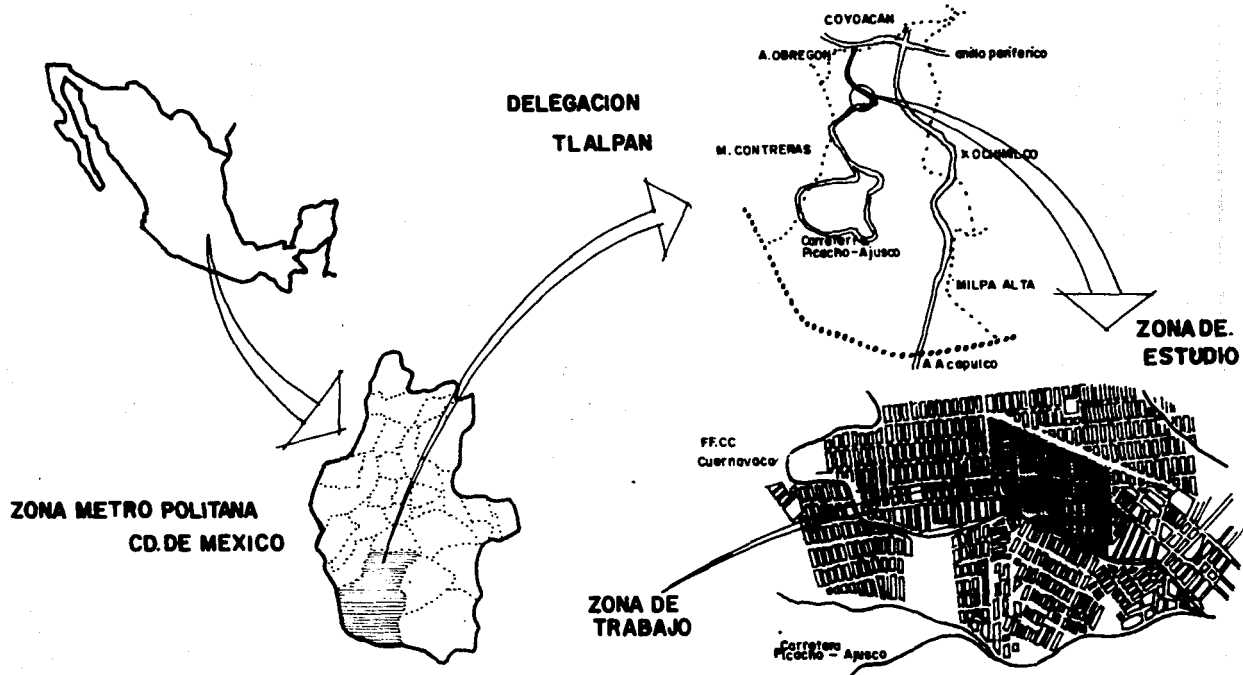 COYOACAN
A. OBREGON
anillo periferico
DELEGACION
TLALPAN
M. CONTRERAS
XOCHIMILCO
Carretera
Picacho-Ajusco
MILPA ALTA
A Acapulco
ZONA DE.
ESTUDIO
FF.CC
Cuernavaca
ZONA METRO POLITANA
CD. DE MEXICO
ZONA DE
TRABAJO
Carretera
Picacho - Ajusco